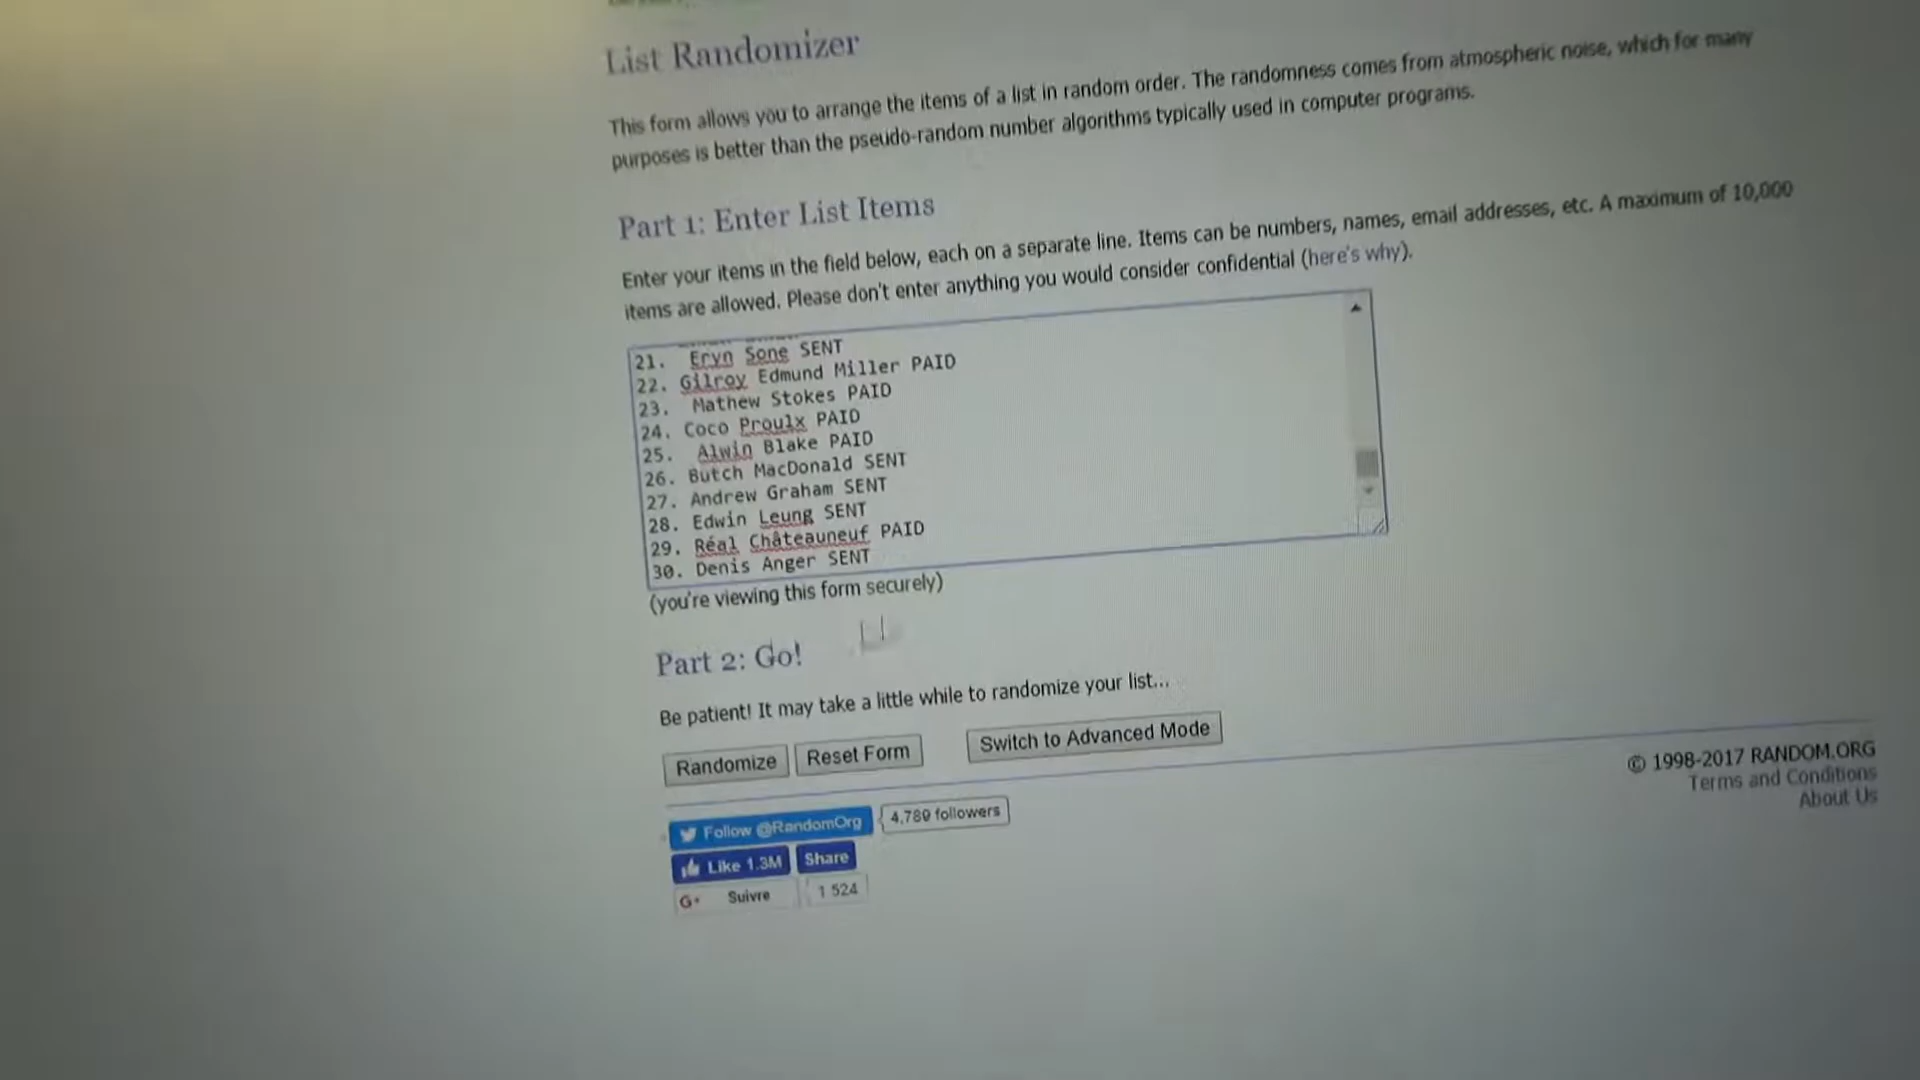 List Randomizer
This form allows you to arrange the items of a list in random order. The randomness comes from atmospheric noise, which for many
purposes is better than the pseudo-random number algorithms typically used in computer programs.
Part 1: Enter List Items
Enter your items in the field below, each on a separate line. Items can be numbers, names, email addresses, etc. A maximum of 10,000
items are allowed. Please don't enter anything you would consider confidential (here's why).
21. Eryn Sone SENT
22. Gilroy Edmund Miller PAID
23. Mathew Stokes PAID
24. Coco Proulx PAID
25. Alwin Blake PAID
26. Butch MacDonald SENT
27. Andrew Graham SENT
28. Edwin Leung SENT
29. Réal Châteauneuf PAID
30. Denis Anger SENT
(you're viewing this form securely)
Part 2: Go!
Be patient! It may take a little while to randomize your list...
Randomize Reset Form Switch to Advanced Mode
© 1998-2017 RANDOM.ORG
Terms and Conditions
About Us
Follow @RandomOrg 4,789 followers
Like 1.3M Share
G+ Suivre 1 524